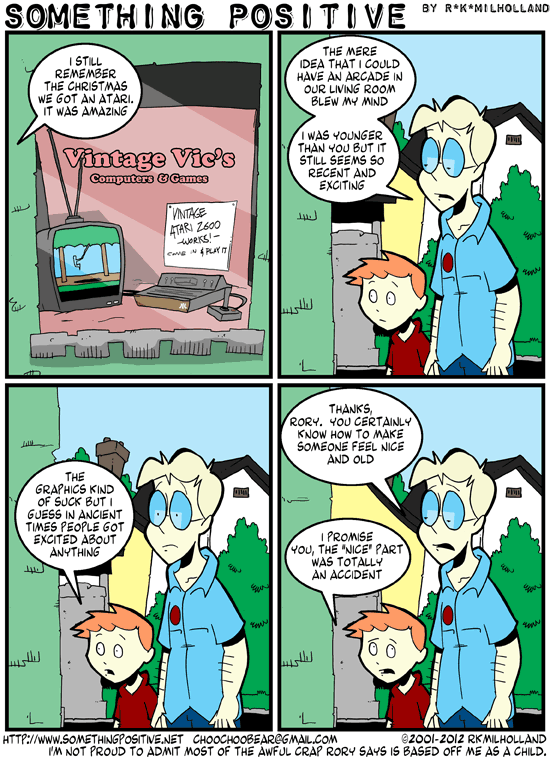 SOMETHING POSITIVE BY R*K*MILHOLLAND
I STILL
REMEMBER
THE CHRISTMAS
WE GOT AN ATARI.
IT WAS AMAZING
Vintage Vic's
Computers & Games
VINTAGE
ATARI 2600
-WORKS!-
COME IN & PLAY IT
THE MERE
IDEA THAT I COULD
HAVE AN ARCADE IN
OUR LIVING ROOM
BLEW MY MIND
I WAS YOUNGER
THAN YOU BUT IT
STILL SEEMS SO
RECENT AND
EXCITING
THE
GRAPHICS KIND
OF SUCK BUT I
GUESS IN ANCIENT
TIMES PEOPLE GOT
EXCITED ABOUT
ANYTHING
THANKS,
RORY. YOU CERTAINLY
KNOW HOW TO MAKE
SOMEONE FEEL NICE
AND OLD
I PROMISE
YOU, THE "NICE" PART
WAS TOTALLY
AN ACCIDENT
HTTP://WWW.SOMETHINGPOSITIVE.NET CHOOCHOOBEAR@GMAIL.COM ©2001-2012 RKMILHOLLAND
I'M NOT PROUD TO ADMIT MOST OF THE AWFUL CRAP RORY SAYS IS BASED OFF ME AS A CHILD.